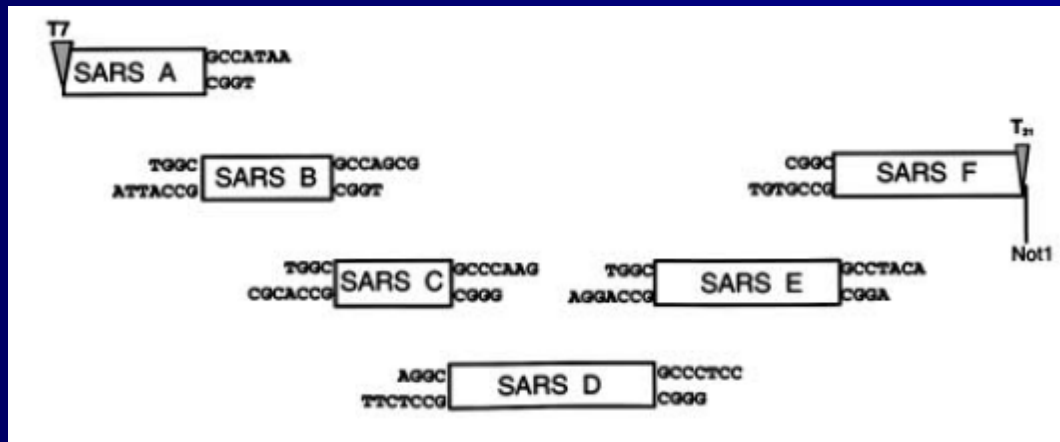 T7
SARS A
GCCATAA
CGGT
TGGC
ATTACCG
SARS B
GCCAGCG
CGGT
T21
CGGC
TGTGCCG
SARS F
Not1
TGGC
CGCACCG
SARS C
GCCCAAG
CGGG
TGGC
AGGACCG
SARS E
GCCTACA
CGGA
AGGC
TTCTCCG
SARS D
GCCCTCC
CGGG